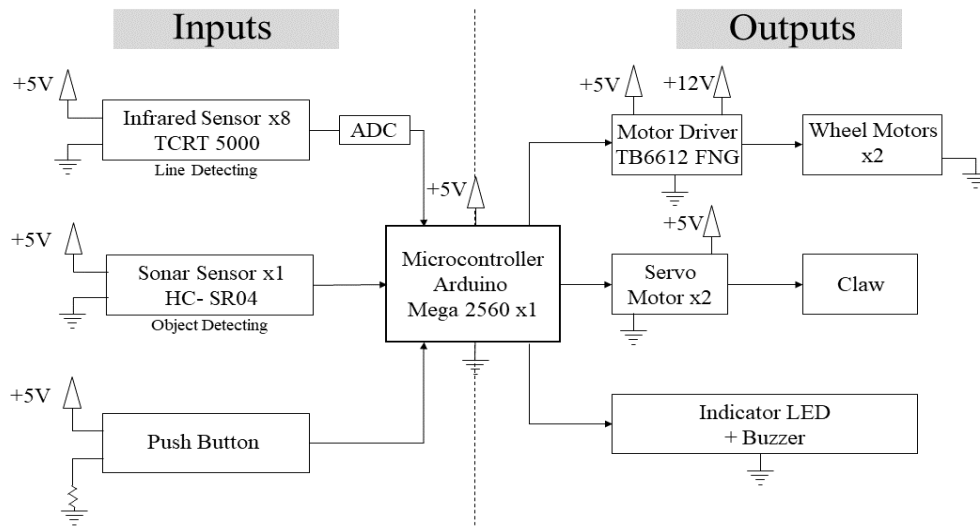 Inputs
Outputs
+5V
Infrared Sensor x8
TCRT 5000
Line Detecting
ADC
+5V
Sonar Sensor x1
HC- SR04
Object Detecting
+5V
Push Button
+5V
Microcontroller
Arduino
Mega 2560 x1
+5V
+12V
Motor Driver
TB6612 FNG
Wheel Motors
x2
+5V
Servo
Motor x2
Claw
Indicator LED
+ Buzzer